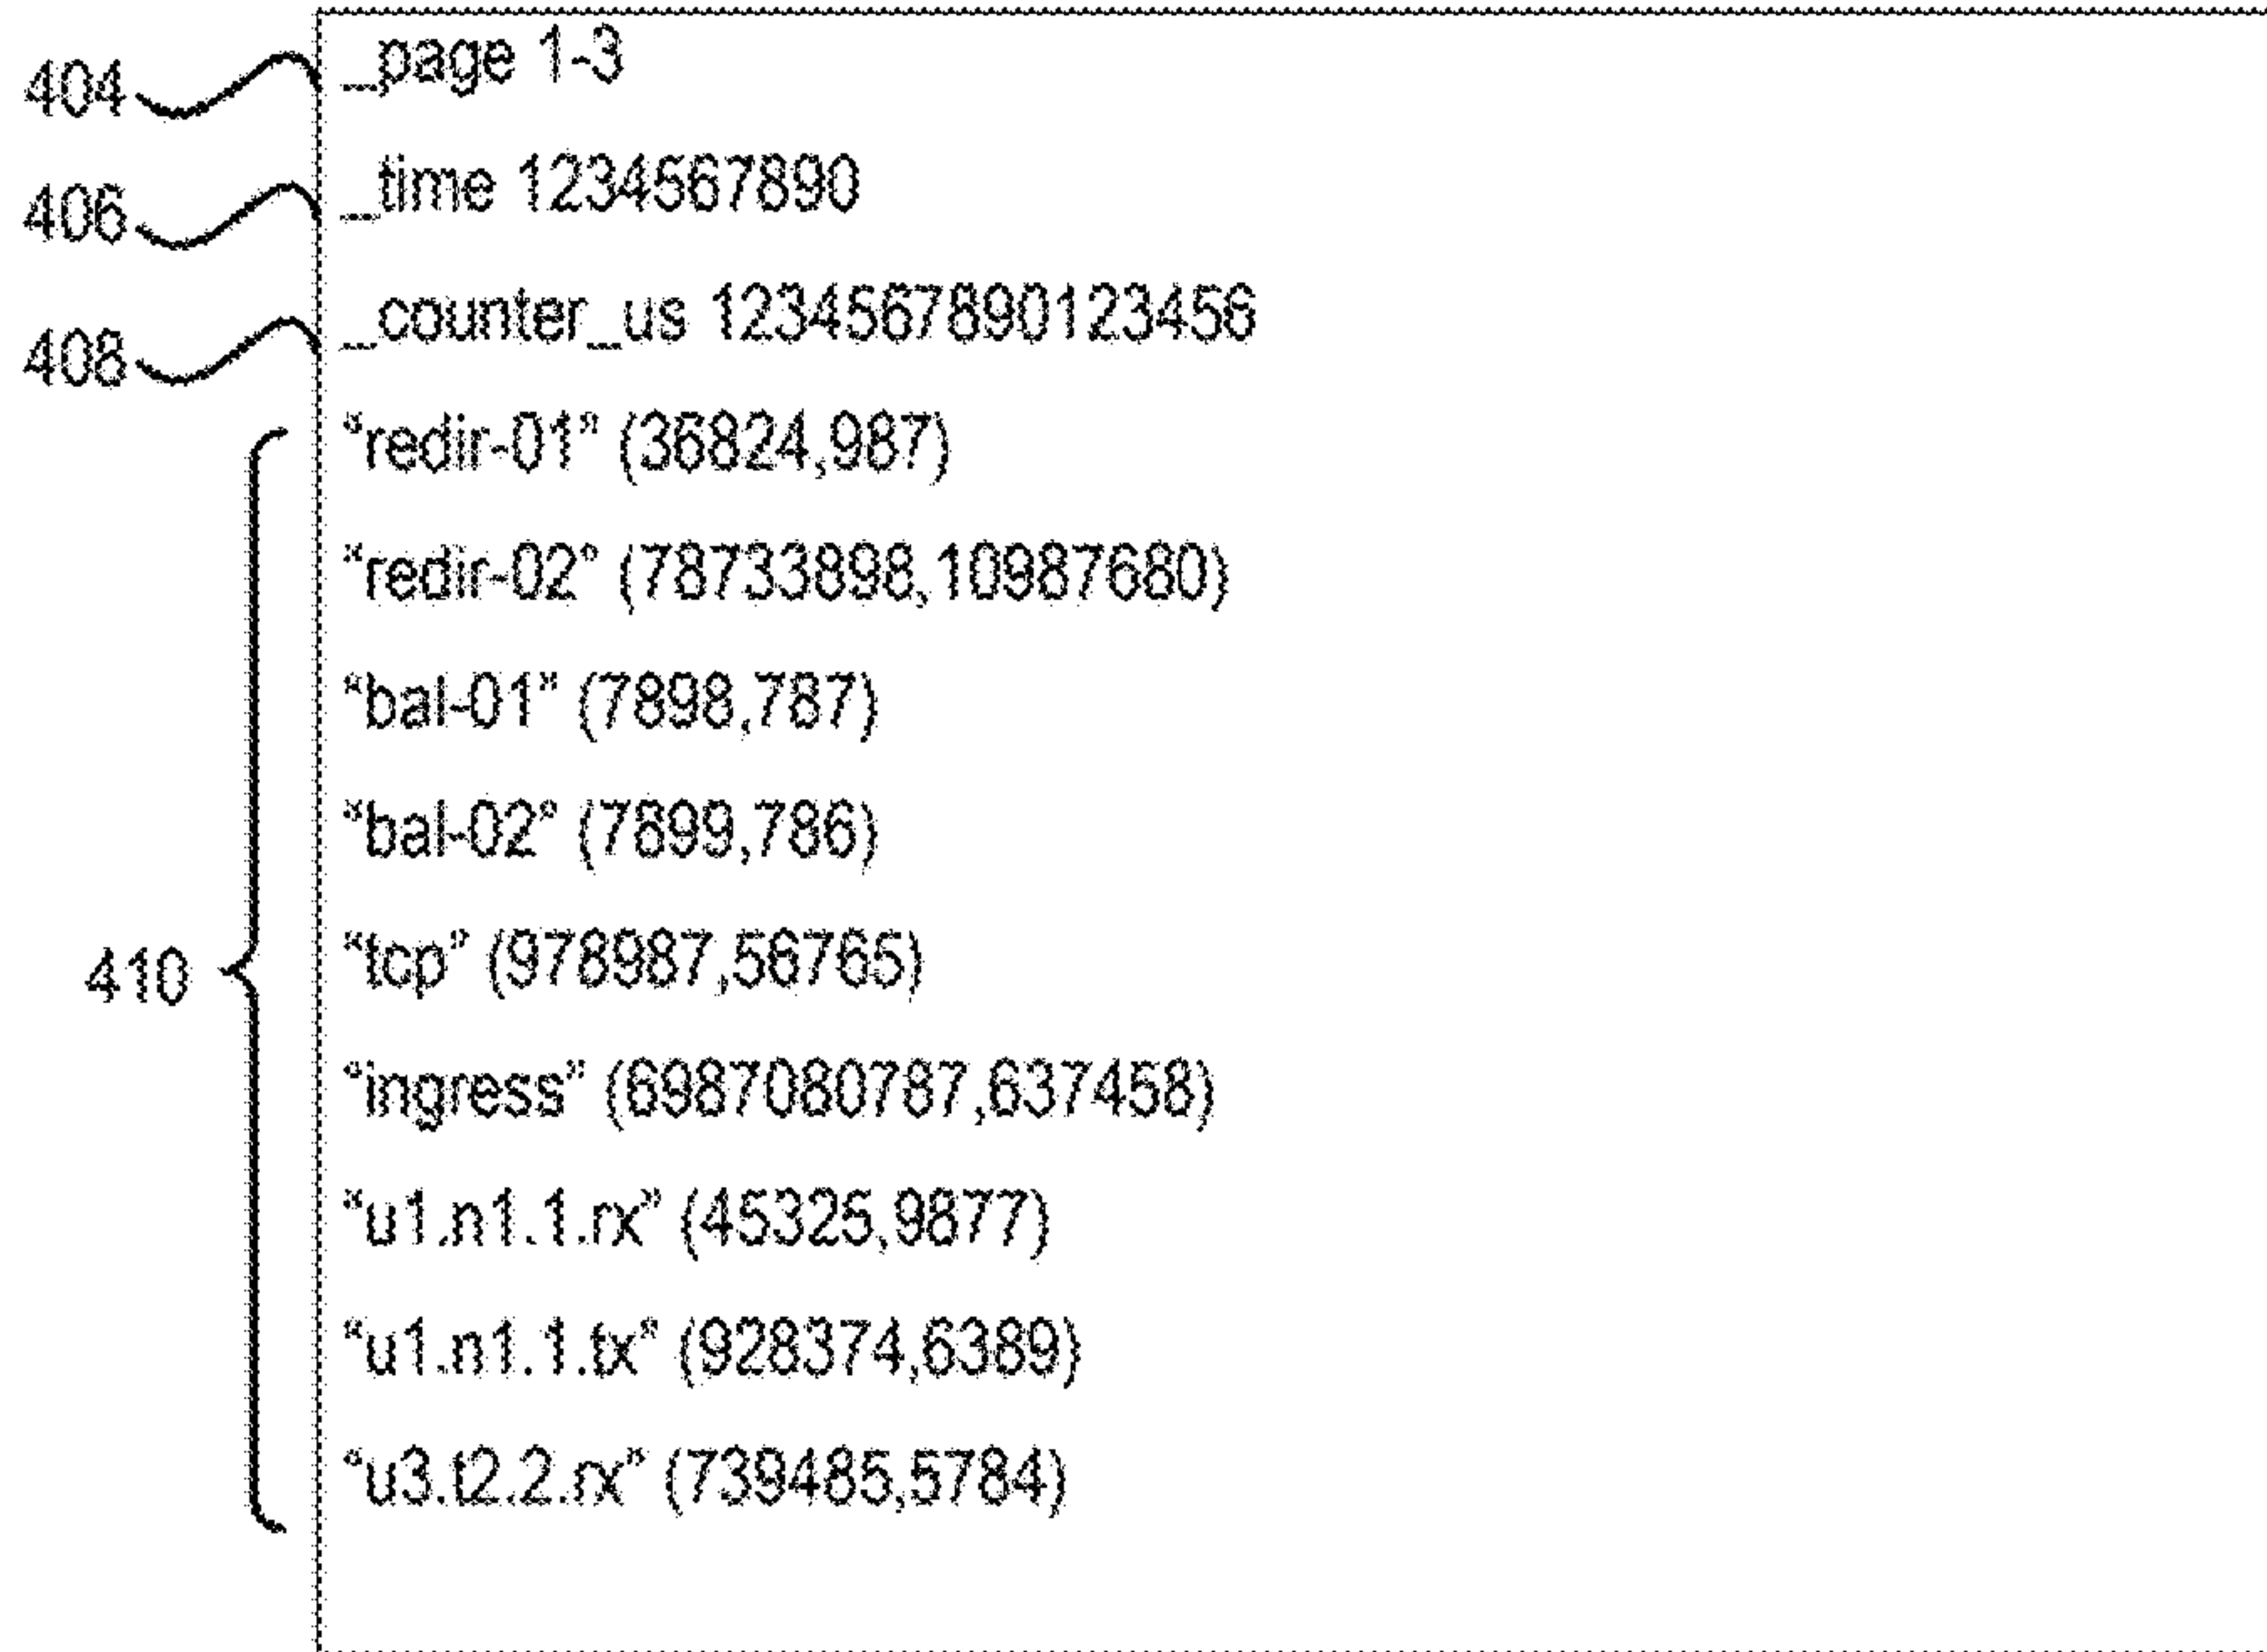 404 _page 1-3
406 _time 1234567890
408 _counter_us 1234567890123456
“redir-01” (36824,987)
“redir-02” (78733898,10987680)
“bal-01” (7898,787)
“bal-02” (7899,786)
410 “tcp” (978987,56765)
“ingress” (6987080787,637458)
“u1.n1.1.rx” (45325,9877)
“u1.n1.1.tx” (928374,6389)
“u3.t2.2.rx” (739485,5784)